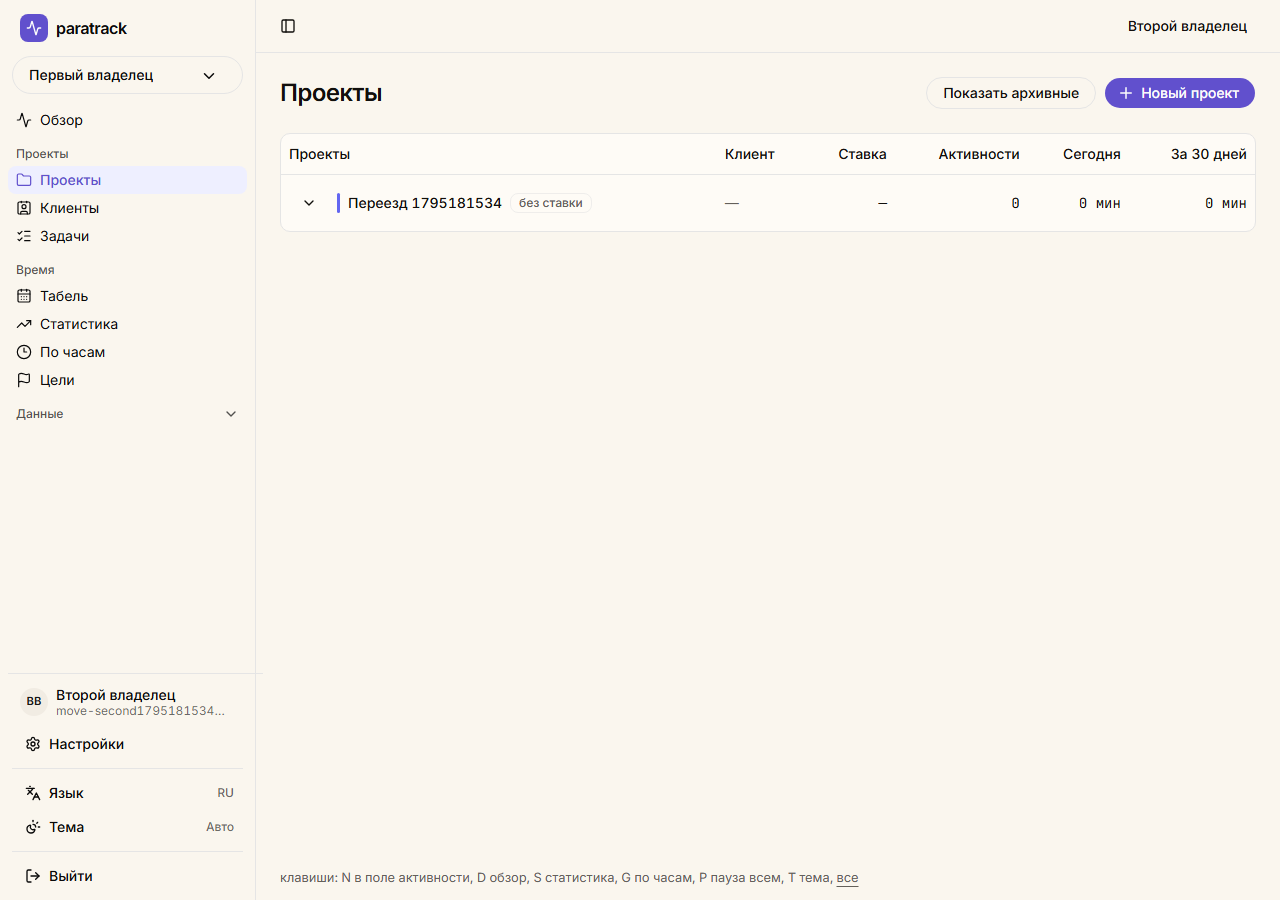 paratrack
Первый владелец
Обзор
Проекты
Проекты
Клиенты
Задачи
Время
Табель
Статистика
По часам
Цели
Данные
ВВ
Второй владелец
move-second1795181534...
Настройки
Язык RU
Тема Авто
Выйти
Второй владелец
Проекты
Показать архивные
Новый проект
Проекты Клиент Ставка Активности Сегодня За 30 дней
Переезд 1795181534 без ставки — – 0 0 мин 0 мин
клавиши: N в поле активности, D обзор, S статистика, G по часам, P пауза всем, T тема, все